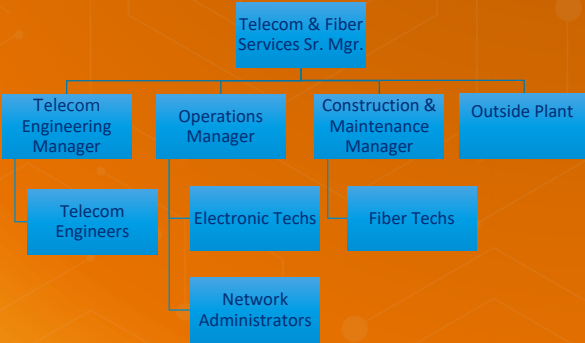 Telecom & Fiber
Services Sr. Mgr.
Telecom
Engineering
Manager
Operations
Manager
Construction &
Maintenance
Manager
Outside Plant
Telecom
Engineers
Electronic Techs
Fiber Techs
Network
Administrators